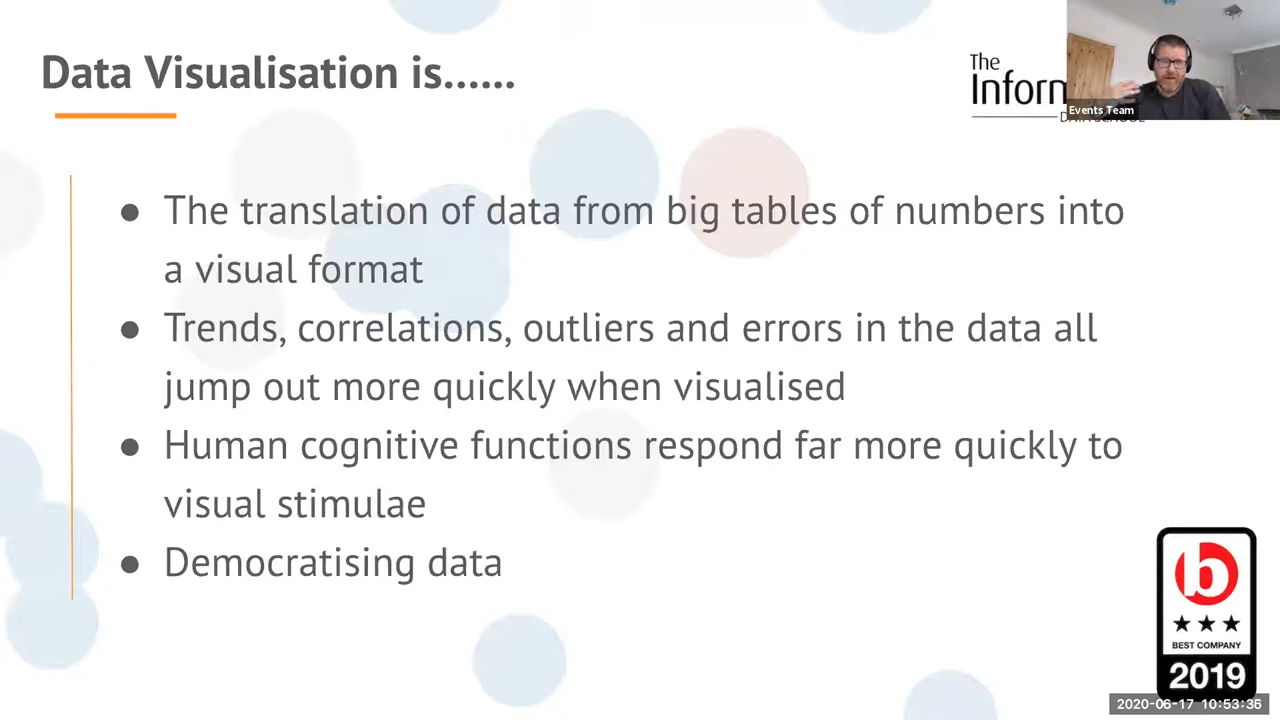 Data Visualisation is......
The
Inform
Events Team
● The translation of data from big tables of numbers into
a visual format
● Trends, correlations, outliers and errors in the data all
jump out more quickly when visualised
● Human cognitive functions respond far more quickly to
visual stimulae
● Democratising data
b
★★★
BEST COMPANY
2019
2020-06-17 10:53:36